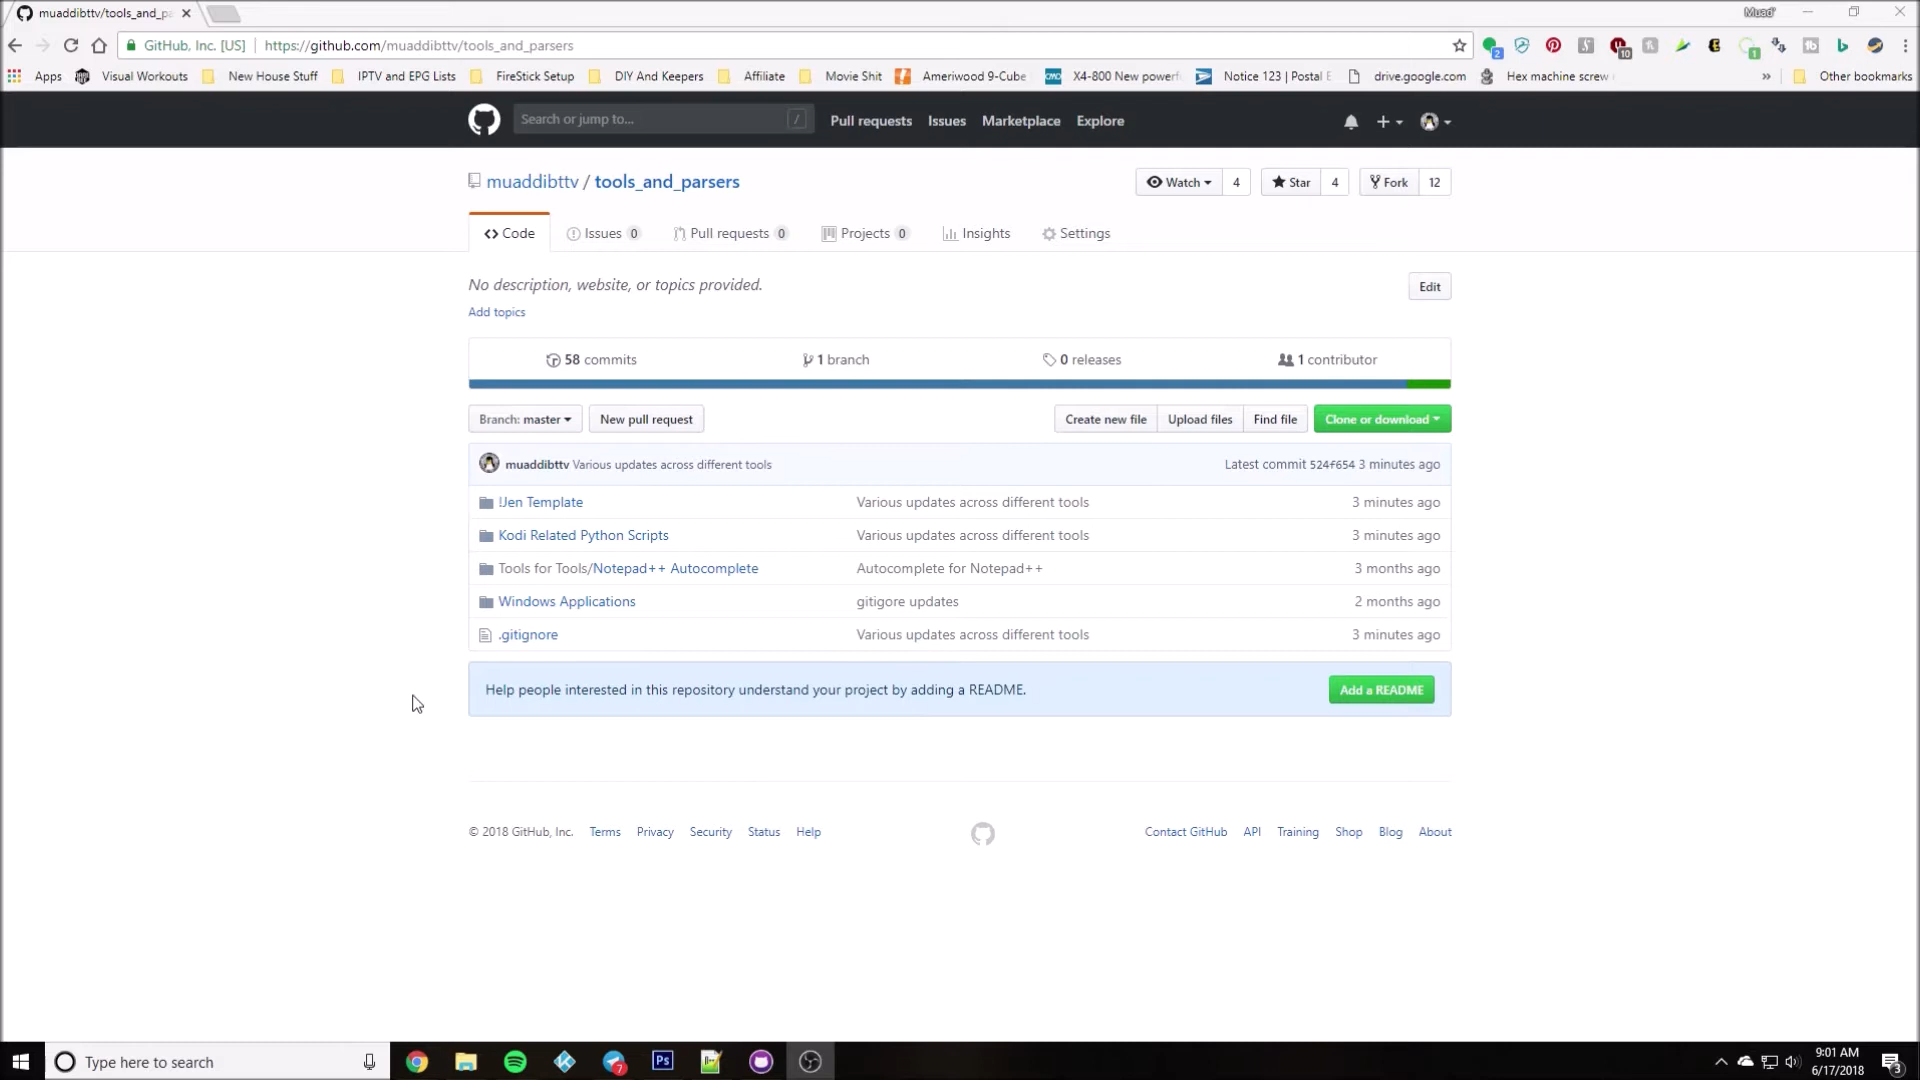 muaddibttv/tools_and_pa
Muad'
GitHub, Inc. [US]
https://github.com/muaddibttv/tools_and_parsers
2
10
1
Apps
Visual Workouts
New House Stuff
IPTV and EPG Lists
FireStick Setup
DIY And Keepers
Affiliate
Movie Shit
Ameriwood 9-Cube
X4-800 New powerf
Notice 123 | Postal E
drive.google.com
Hex machine screw
»
Other bookmarks
Search or jump to...
/
Pull requests
Issues
Marketplace
Explore
muaddibttv / tools_and_parsers
Watch 4
Star 4
Fork 12
Code
Issues 0
Pull requests 0
Projects 0
Insights
Settings
No description, website, or topics provided.
Edit
Add topics
58 commits
1 branch
0 releases
1 contributor
Branch: master
New pull request
Create new file
Upload files
Find file
Clone or download
muaddibttv Various updates across different tools
Latest commit 524f654 3 minutes ago
!Jen Template
Various updates across different tools
3 minutes ago
Kodi Related Python Scripts
Various updates across different tools
3 minutes ago
Tools for Tools/Notepad++ Autocomplete
Autocomplete for Notepad++
3 months ago
Windows Applications
gitigore updates
2 months ago
.gitignore
Various updates across different tools
3 minutes ago
Help people interested in this repository understand your project by adding a README.
Add a README
© 2018 GitHub, Inc.
Terms
Privacy
Security
Status
Help
Contact GitHub
API
Training
Shop
Blog
About
Type here to search
7
Ps
9:01 AM
6/17/2018
3